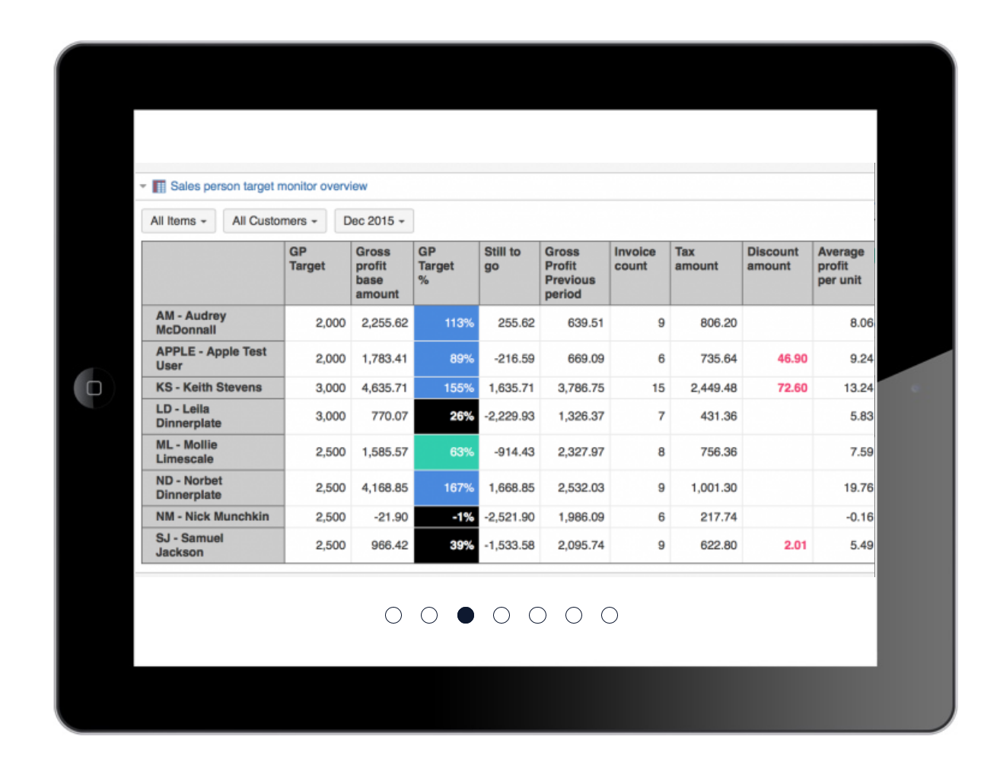 Sales person target monitor overview
All Items All Customers Dec 2015
GP Target Gross profit base amount GP Target % Still to go Gross Profit Previous period Invoice count Tax amount Discount amount Average profit per unit
AM - Audrey McDonnall 2,000 2,255.62 113% 255.62 639.51 9 806.20 8.06
APPLE - Apple Test User 2,000 1,783.41 89% -216.59 669.09 6 735.64 46.90 9.24
KS - Keith Stevens 3,000 4,635.71 155% 1,635.71 3,786.75 15 2,449.48 72.60 13.24
LD - Leila Dinnerplate 3,000 770.07 26% -2,229.93 1,326.37 7 431.36 5.83
ML - Mollie Limescale 2,500 1,585.57 63% -914.43 2,327.97 8 756.36 7.59
ND - Norbet Dinnerplate 2,500 4,168.85 167% 1,668.85 2,532.03 9 1,001.30 19.76
NM - Nick Munchkin 2,500 -21.90 -1% -2,521.90 1,986.09 6 217.74 -0.16
SJ - Samuel Jackson 2,500 966.42 39% -1,533.58 2,095.74 9 622.80 2.01 5.49